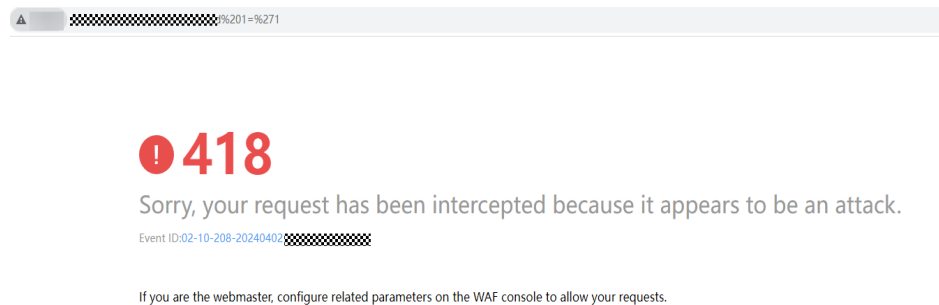 %201=%271
418
Sorry, your request has been intercepted because it appears to be an attack.
Event ID:02-10-208-20240402
If you are the webmaster, configure related parameters on the WAF console to allow your requests.